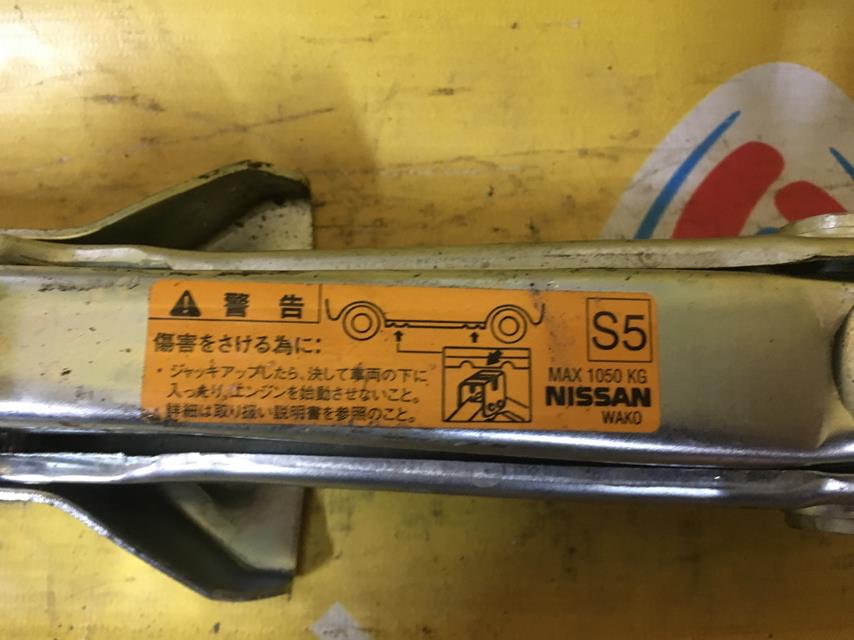 警告
傷害をさける為に:
・ジャッキアップしたら、決して車両の下に
入ったり、エンジンを始動させないこと。
・詳細は取り扱い説明書を参照のこと。
S5
MAX 1050 KG
NISSAN
WAKO